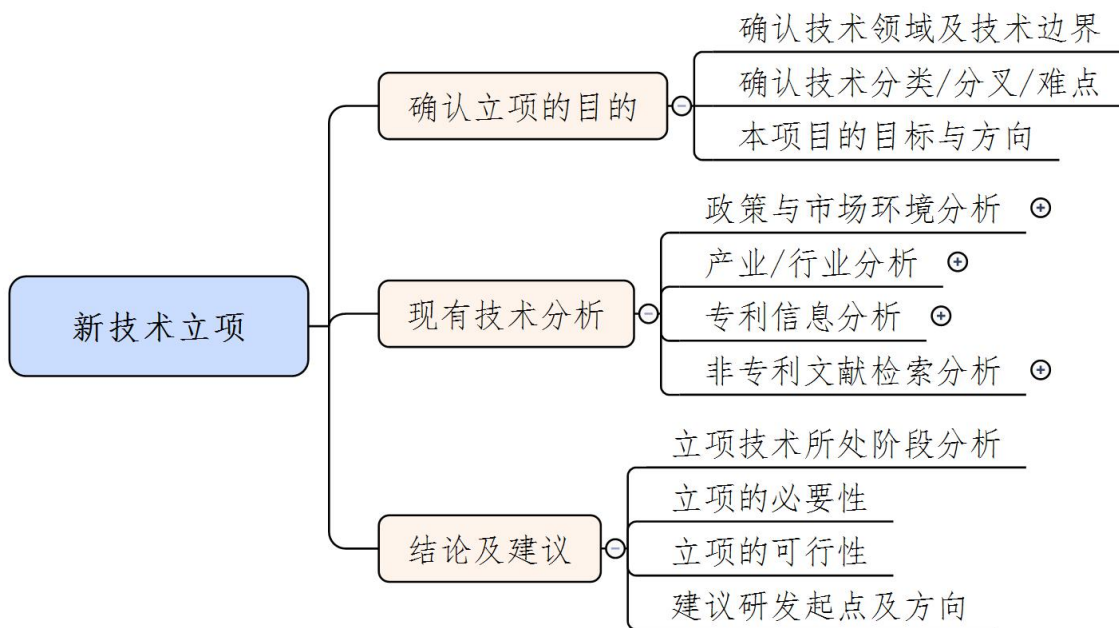 新技术立项
确认立项的目的
确认技术领域及技术边界
确认技术分类/分叉/难点
本项目的目标与方向
现有技术分析
政策与市场环境分析
产业/行业分析
专利信息分析
非专利文献检索分析
结论及建议
立项技术所处阶段分析
立项的必要性
立项的可行性
建议研发起点及方向